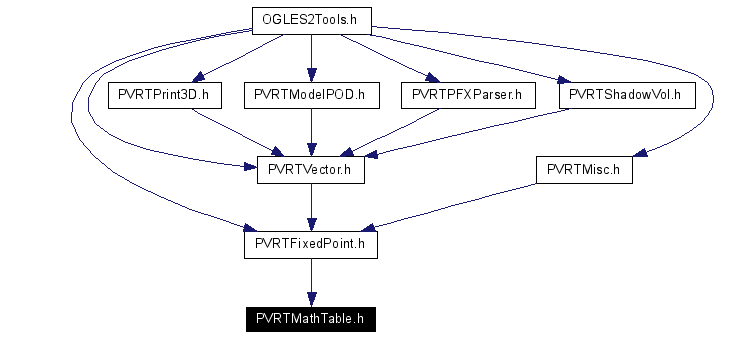 OGLES2Tools.h
PVRTPrint3D.h
PVRTModelPOD.h
PVRTPFXParser.h
PVRTShadowVol.h
PVRTVector.h
PVRTMisc.h
PVRTFixedPoint.h
PVRTMathTable.h